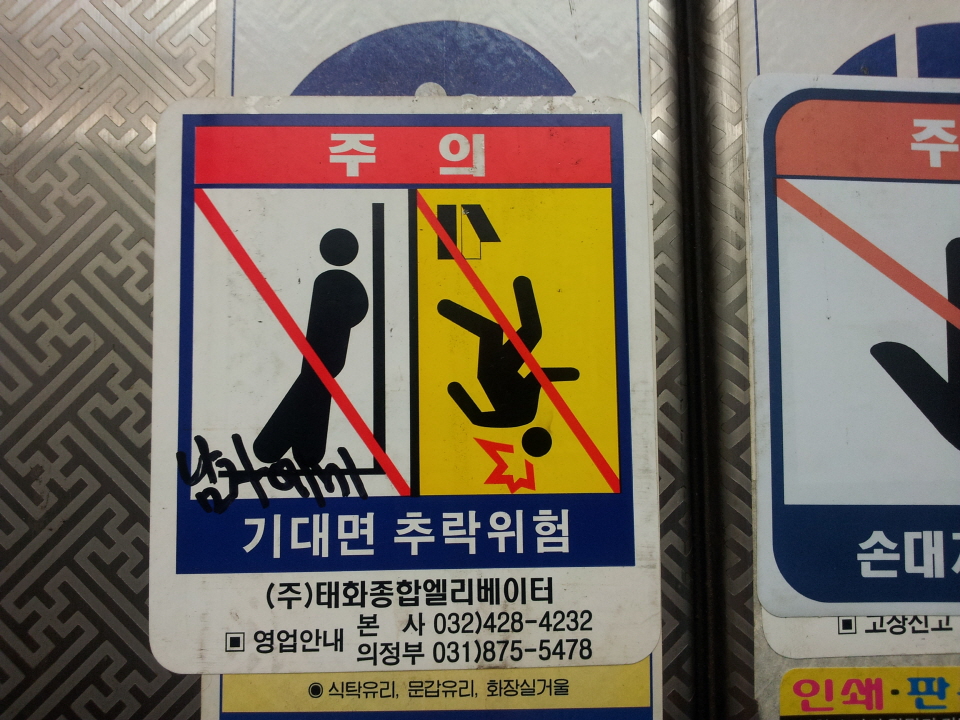 주 의
기대면 추락위험
(주)태화종합엘리베이터
▣ 영업안내 본 사 032)428-4232
의정부 031)875-5478
◉ 식탁유리, 문갑유리, 화장실거울
주
손대
▣ 고장신고
인쇄·판